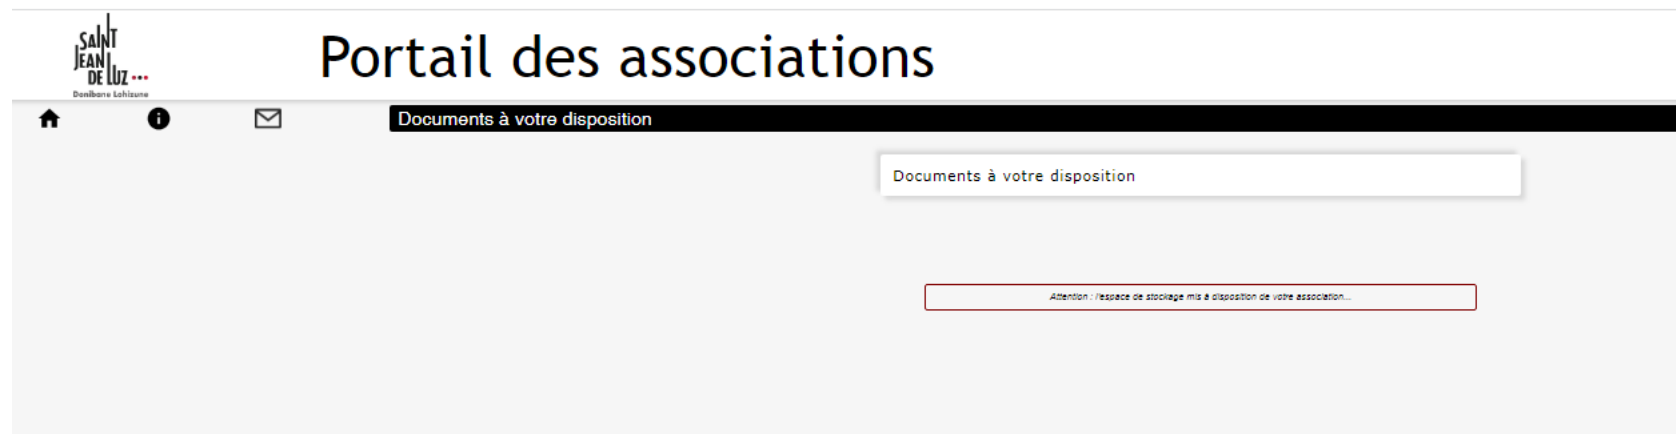 SAINT
JEAN
DE LUZ
Donibane Lohizune
Portail des associations
Documents à votre disposition
Documents à votre disposition
Attention : l'espace de stockage mis à disposition de votre association...